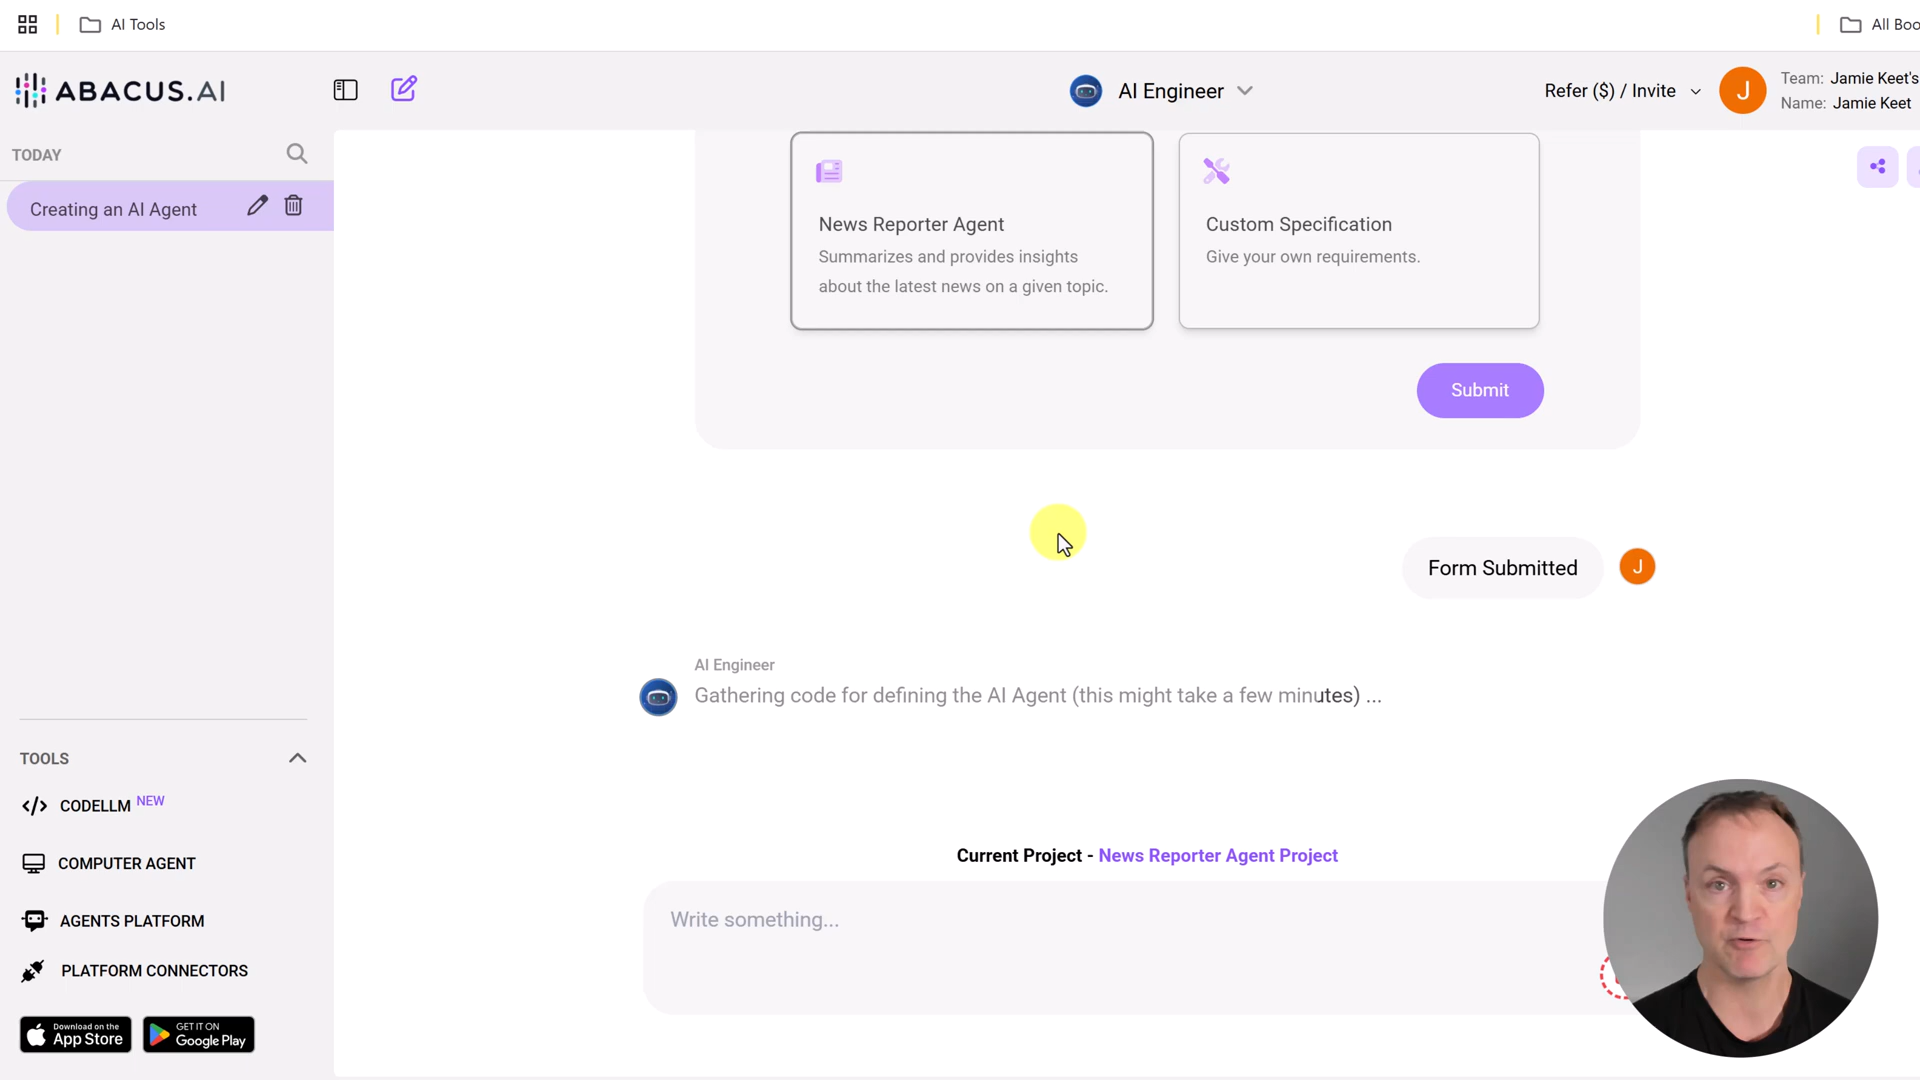 AI Tools
All Boo
ABACUS.AI
AI Engineer
Refer ($) / Invite
J
Team: Jamie Keet's
Name: Jamie Keet
TODAY
Creating an AI Agent
News Reporter Agent
Summarizes and provides insights
about the latest news on a given topic.
Custom Specification
Give your own requirements.
Submit
Form Submitted
J
AI Engineer
Gathering code for defining the AI Agent (this might take a few minutes) ...
TOOLS
CODELLM NEW
COMPUTER AGENT
AGENTS PLATFORM
PLATFORM CONNECTORS
Download on the
App Store
GET IT ON
Google Play
Current Project - News Reporter Agent Project
Write something...